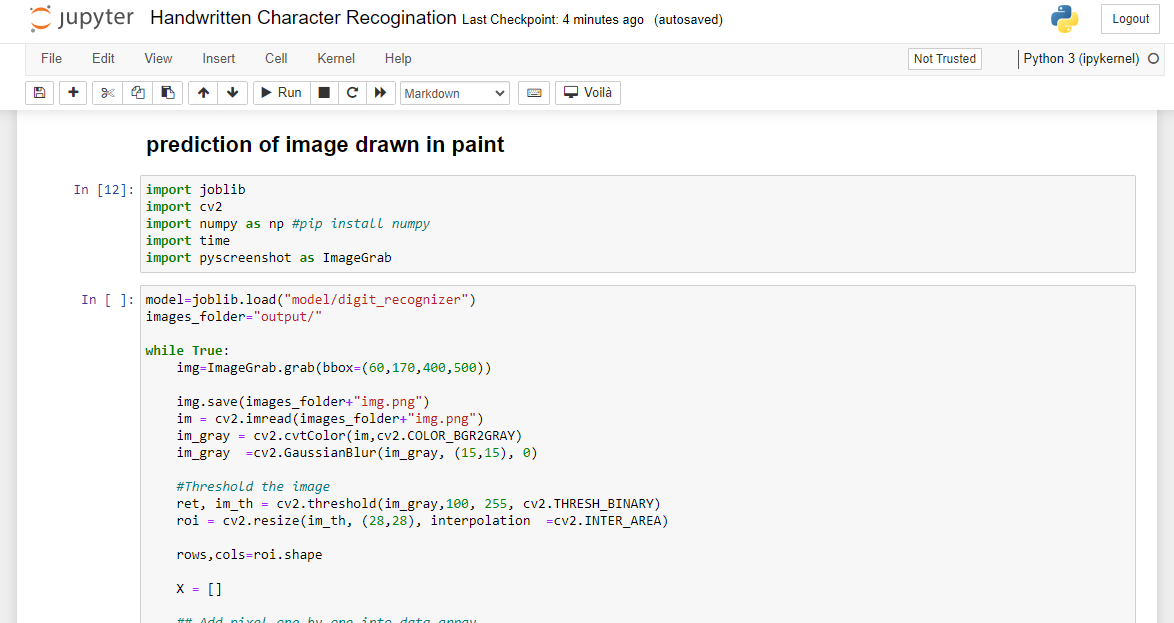 jupyter Handwritten Character Recogination Last Checkpoint: 4 minutes ago (autosaved)
Logout
File Edit View Insert Cell Kernel Help
Not Trusted
Python 3 (ipykernel)
Run
Markdown
Voilà
prediction of image drawn in paint
In [12]:
import joblib
import cv2
import numpy as np #pip install numpy
import time
import pyscreenshot as ImageGrab
In [ ]:
model=joblib.load("model/digit_recognizer")
images_folder="output/"
while True:
img=ImageGrab.grab(bbox=(60,170,400,500))
img.save(images_folder+"img.png")
im = cv2.imread(images_folder+"img.png")
im_gray = cv2.cvtColor(im,cv2.COLOR_BGR2GRAY)
im_gray  =cv2.GaussianBlur(im_gray, (15,15), 0)
#Threshold the image
ret, im_th = cv2.threshold(im_gray,100, 255, cv2.THRESH_BINARY)
roi = cv2.resize(im_th, (28,28), interpolation  =cv2.INTER_AREA)
rows,cols=roi.shape
X = []
## Add pixel one by one into data array